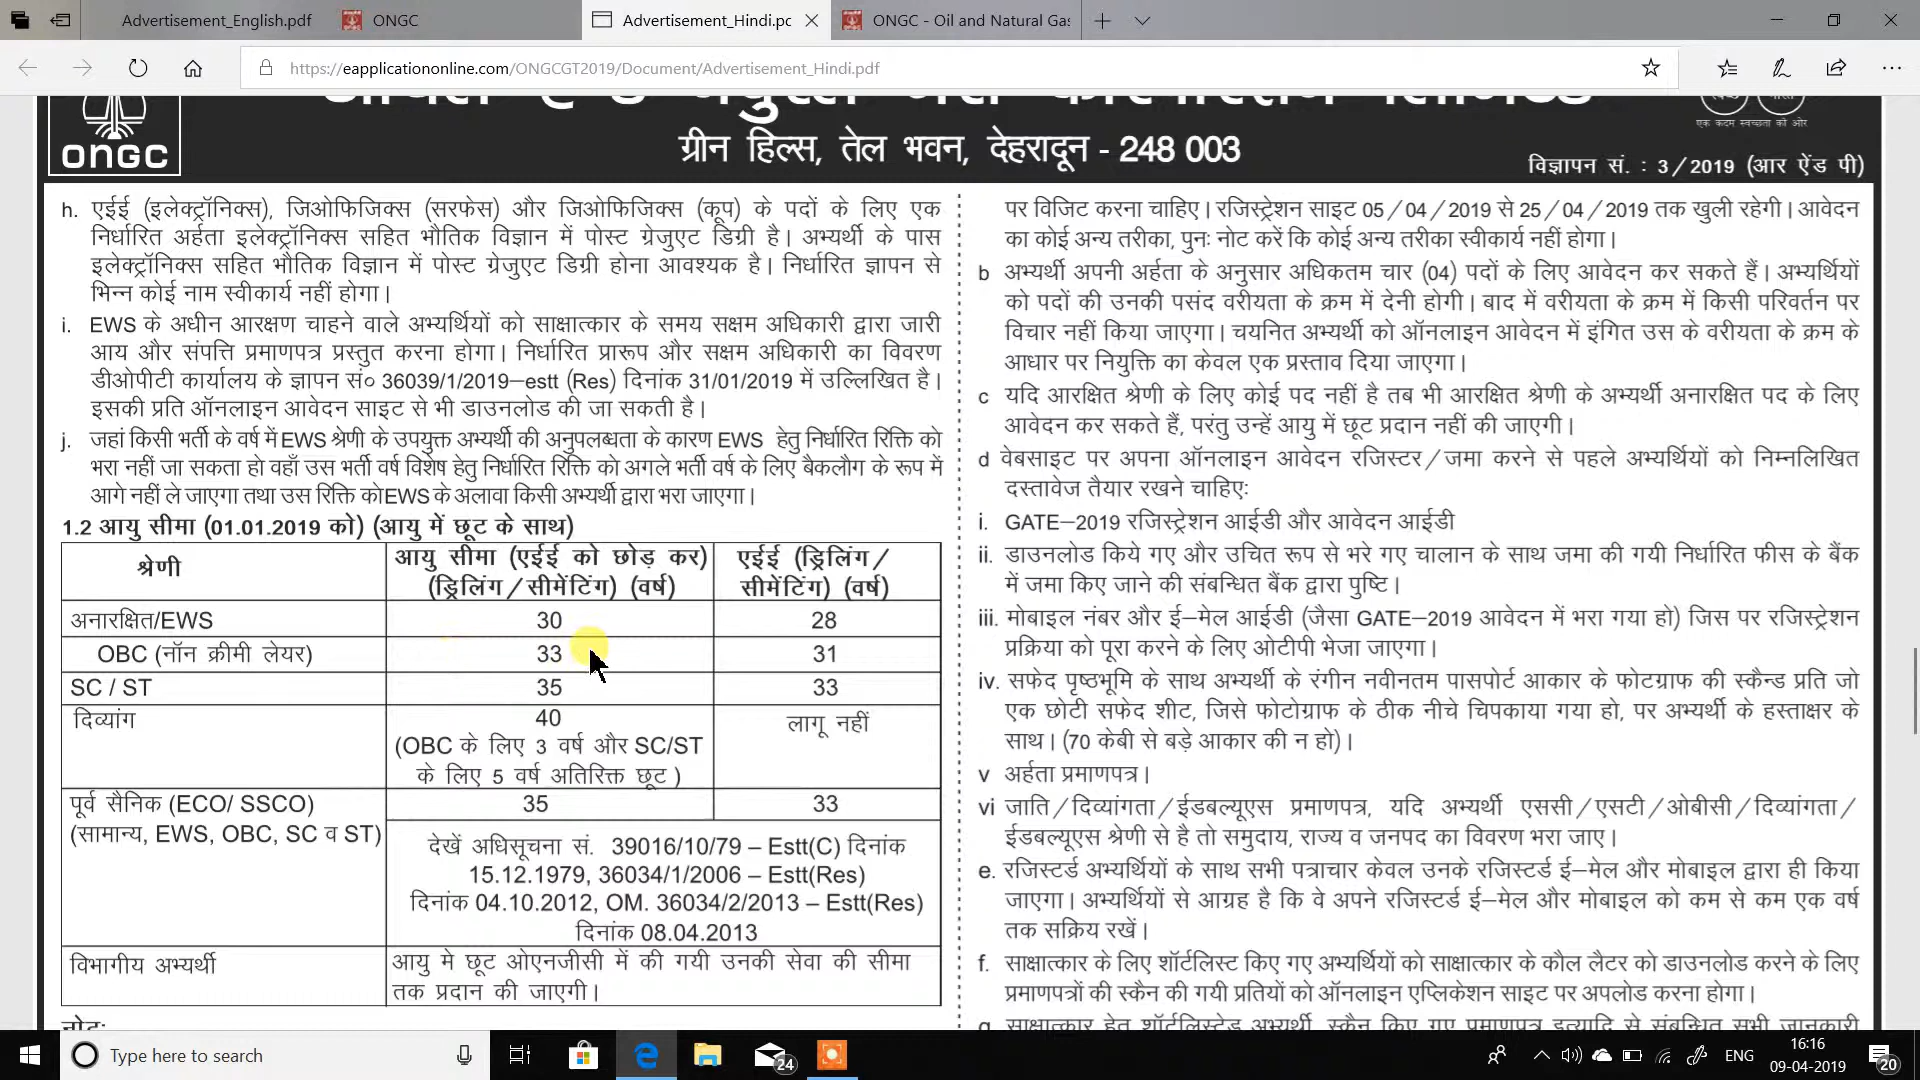 Advertisement_English.pdf
ONGC
Advertisement_Hindi.pc
ONGC - Oil and Natural Gas
https://eapplicationonline.com/ONGCGT2019/Document/Advertisement_Hindi.pdf
ONGC
ग्रीन हिल्स, तेल भवन, देहरादून - 248 003
एक कदम स्वच्छता की ओर
विज्ञापन सं. : 3/2019 (आर ऐंड पी)
h. एईई (इलेक्ट्रॉनिक्स), जिओफिजिक्स (सरफेस) और जिओफिजिक्स (कूप) के पदों के लिए एक
निर्धारित अर्हता इलेक्ट्रॉनिक्स सहित भौतिक विज्ञान में पोस्ट ग्रेजुएट डिग्री है। अभ्यर्थी के पास
इलेक्ट्रॉनिक्स सहित भौतिक विज्ञान में पोस्ट ग्रेजुएट डिग्री होना आवश्यक है। निर्धारित ज्ञापन से
भिन्न कोई नाम स्वीकार्य नहीं होगा।
i. EWS के अधीन आरक्षण चाहने वाले अभ्यर्थियों को साक्षात्कार के समय सक्षम अधिकारी द्वारा जारी
आय और संपत्ति प्रमाणपत्र प्रस्तुत करना होगा। निर्धारित प्रारूप और सक्षम अधिकारी का विवरण
डीओपीटी कार्यालय के ज्ञापन सं० 36039/1/2019–estt (Res) दिनांक 31/01/2019 में उल्लिखित है।
इसकी प्रति ऑनलाइन आवेदन साइट से भी डाउनलोड की जा सकती है।
j. जहां किसी भर्ती के वर्ष में EWS श्रेणी के उपयुक्त अभ्यर्थी की अनुपलब्धता के कारण EWS हेतु निर्धारित रिक्ति को
भरा नहीं जा सकता हो वहाँ उस भर्ती वर्ष विशेष हेतु निर्धारित रिक्ति को अगले भर्ती वर्ष के लिए बैकलौग के रूप में
आगे नहीं ले जाएगा तथा उस रिक्ति को EWS के अलावा किसी अभ्यर्थी द्वारा भरा जाएगा।
1.2 आयु सीमा (01.01.2019 को) (आयु में छूट के साथ)
श्रेणी
आयु सीमा (एईई को छोड़ कर)
(ड्रिलिंग/सीमेंटिंग) (वर्ष)
एईई (ड्रिलिंग/
सीमेंटिंग) (वर्ष)
अनारक्षित/EWS 30 28
OBC (नॉन क्रीमी लेयर) 33 31
SC / ST 35 33
दिव्यांग
40
(OBC के लिए 3 वर्ष और SC/ST
के लिए 5 वर्ष अतिरिक्त छूट )
लागू नहीं
पूर्व सैनिक (ECO/ SSCO) 35 33
(सामान्य, EWS, OBC, SC व ST)
देखें अधिसूचना सं. 39016/10/79 – Estt(C) दिनांक
15.12.1979, 36034/1/2006 – Estt(Res)
दिनांक 04.10.2012, OM. 36034/2/2013 – Estt(Res)
दिनांक 08.04.2013
विभागीय अभ्यर्थी
आयु मे छूट ओएनजीसी में की गयी उनकी सेवा की सीमा
तक प्रदान की जाएगी।
नोटः
पर विजिट करना चाहिए। रजिस्ट्रेशन साइट 05/04/2019 से 25/04/2019 तक खुली रहेगी। आवेदन
का कोई अन्य तरीका, पुनः नोट करें कि कोई अन्य तरीका स्वीकार्य नहीं होगा।
b अभ्यर्थी अपनी अर्हता के अनुसार अधिकतम चार (04) पदों के लिए आवेदन कर सकते हैं। अभ्यर्थियों
को पदों की उनकी पसंद वरीयता के क्रम में देनी होगी। बाद में वरीयता के क्रम में किसी परिवर्तन पर
विचार नहीं किया जाएगा। चयनित अभ्यर्थी को ऑनलाइन आवेदन में इंगित उस के वरीयता के क्रम के
आधार पर नियुक्ति का केवल एक प्रस्ताव दिया जाएगा।
c यदि आरक्षित श्रेणी के लिए कोई पद नहीं है तब भी आरक्षित श्रेणी के अभ्यर्थी अनारक्षित पद के लिए
आवेदन कर सकते हैं, परंतु उन्हें आयु में छूट प्रदान नहीं की जाएगी।
d वेबसाइट पर अपना ऑनलाइन आवेदन रजिस्टर/जमा करने से पहले अभ्यर्थियों को निम्नलिखित
दस्तावेज तैयार रखने चाहिएः
i. GATE–2019 रजिस्ट्रेशन आईडी और आवेदन आईडी
ii. डाउनलोड किये गए और उचित रूप से भरे गए चालान के साथ जमा की गयी निर्धारित फीस के बैंक
में जमा किए जाने की संबन्धित बैंक द्वारा पुष्टि।
iii. मोबाइल नंबर और ई–मेल आईडी (जैसा GATE–2019 आवेदन में भरा गया हो) जिस पर रजिस्ट्रेशन
प्रक्रिया को पूरा करने के लिए ओटीपी भेजा जाएगा।
iv. सफेद पृष्ठभूमि के साथ अभ्यर्थी के रंगीन नवीनतम पासपोर्ट आकार के फोटग्राफ की स्कैन्ड प्रति जो
एक छोटी सफेद शीट, जिसे फोटोग्राफ के ठीक नीचे चिपकाया गया हो, पर अभ्यर्थी के हस्ताक्षर के
साथ। (70 केबी से बड़े आकार की न हो)।
v अर्हता प्रमाणपत्र।
vi जाति/दिव्यांगता/ईडबल्यूएस प्रमाणपत्र, यदि अभ्यर्थी एससी/एसटी/ओबीसी/दिव्यांगता/
ईडबल्यूएस श्रेणी से है तो समुदाय, राज्य व जनपद का विवरण भरा जाए।
e. रजिस्टर्ड अभ्यर्थियों के साथ सभी पत्राचार केवल उनके रजिस्टर्ड ई–मेल और मोबाइल द्वारा ही किया
जाएगा। अभ्यर्थियों से आग्रह है कि वे अपने रजिस्टर्ड ई–मेल और मोबाइल को कम से कम एक वर्ष
तक सक्रिय रखें।
f. साक्षात्कार के लिए शॉर्टलिस्ट किए गए अभ्यर्थियों को साक्षात्कार के कौल लैटर को डाउनलोड करने के लिए
प्रमाणपत्रों की स्कैन की गयी प्रतियों को ऑनलाइन एप्लिकेशन साइट पर अपलोड करना होगा।
g साक्षात्कार हेतु शॉर्टलिस्टेड अभ्यर्थी, स्कैन किए गए प्रमाणपत्र इत्यादि से संबन्धित सभी जानकारी
Type here to search
24
ENG
16:16
09-04-2019
20